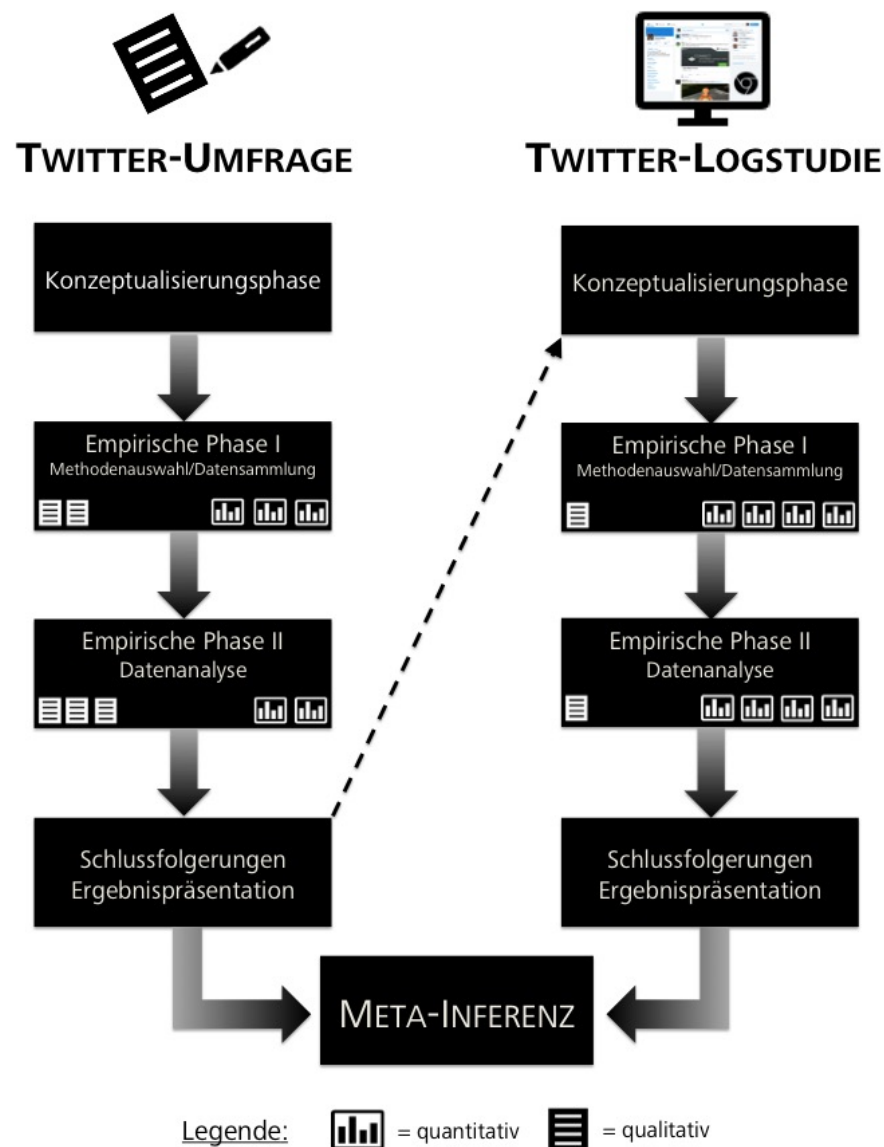 TWITTER-UMFRAGE
Konzeptualisierungsphase
Empirische Phase I
Methodenauswahl/Datensammlung
Empirische Phase II
Datenanalyse
Schlussfolgerungen
Ergebnispräsentation
TWITTER-LOGSTUDIE
Konzeptualisierungsphase
Empirische Phase I
Methodenauswahl/Datensammlung
Empirische Phase II
Datenanalyse
Schlussfolgerungen
Ergebnispräsentation
META-INFERENZ
Legende: = quantitativ = qualitativ